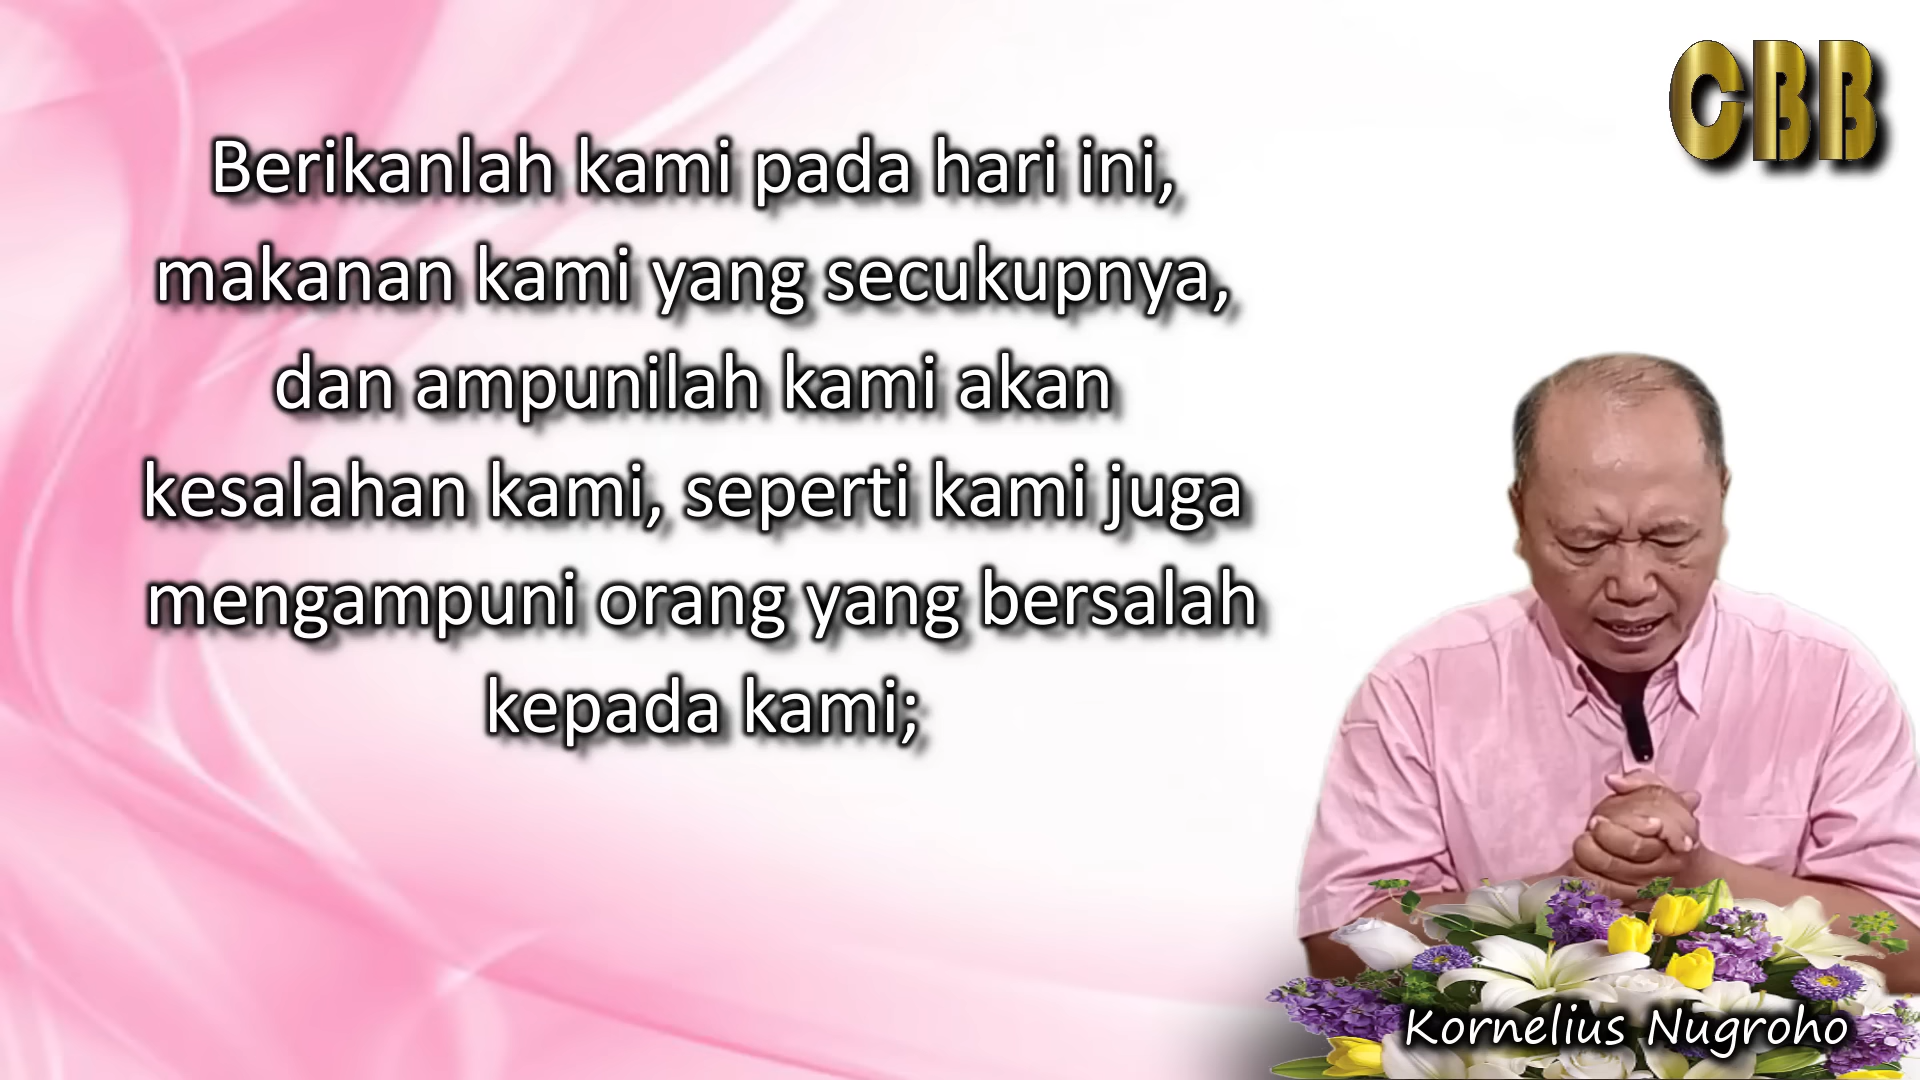 CBB
Berikanlah kami pada hari ini,
makanan kami yang secukupnya,
dan ampunilah kami akan
kesalahan kami, seperti kami juga
mengampuni orang yang bersalah
kepada kami;
Kornelius Nugroho